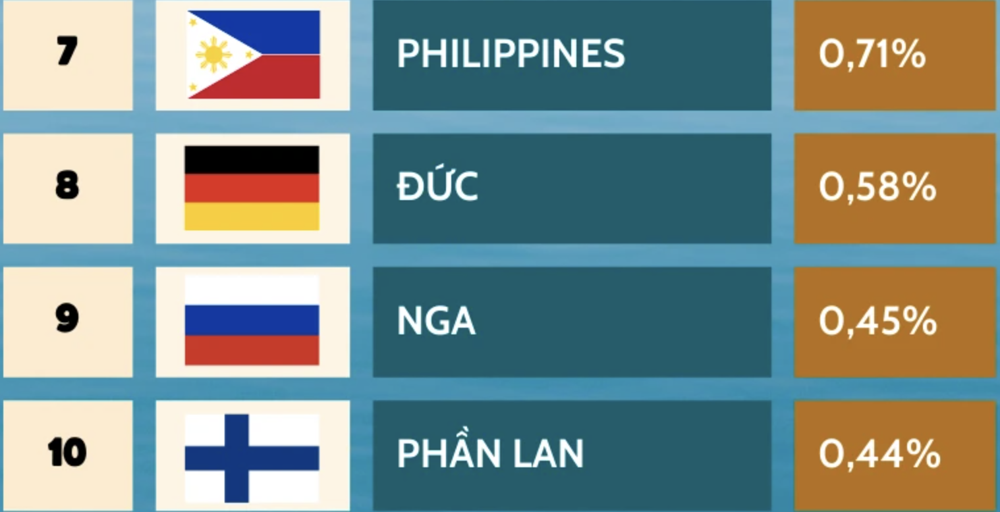 7 PHILIPPINES 0,71%
8 ĐỨC 0,58%
9 NGA 0,45%
10 PHẦN LAN 0,44%